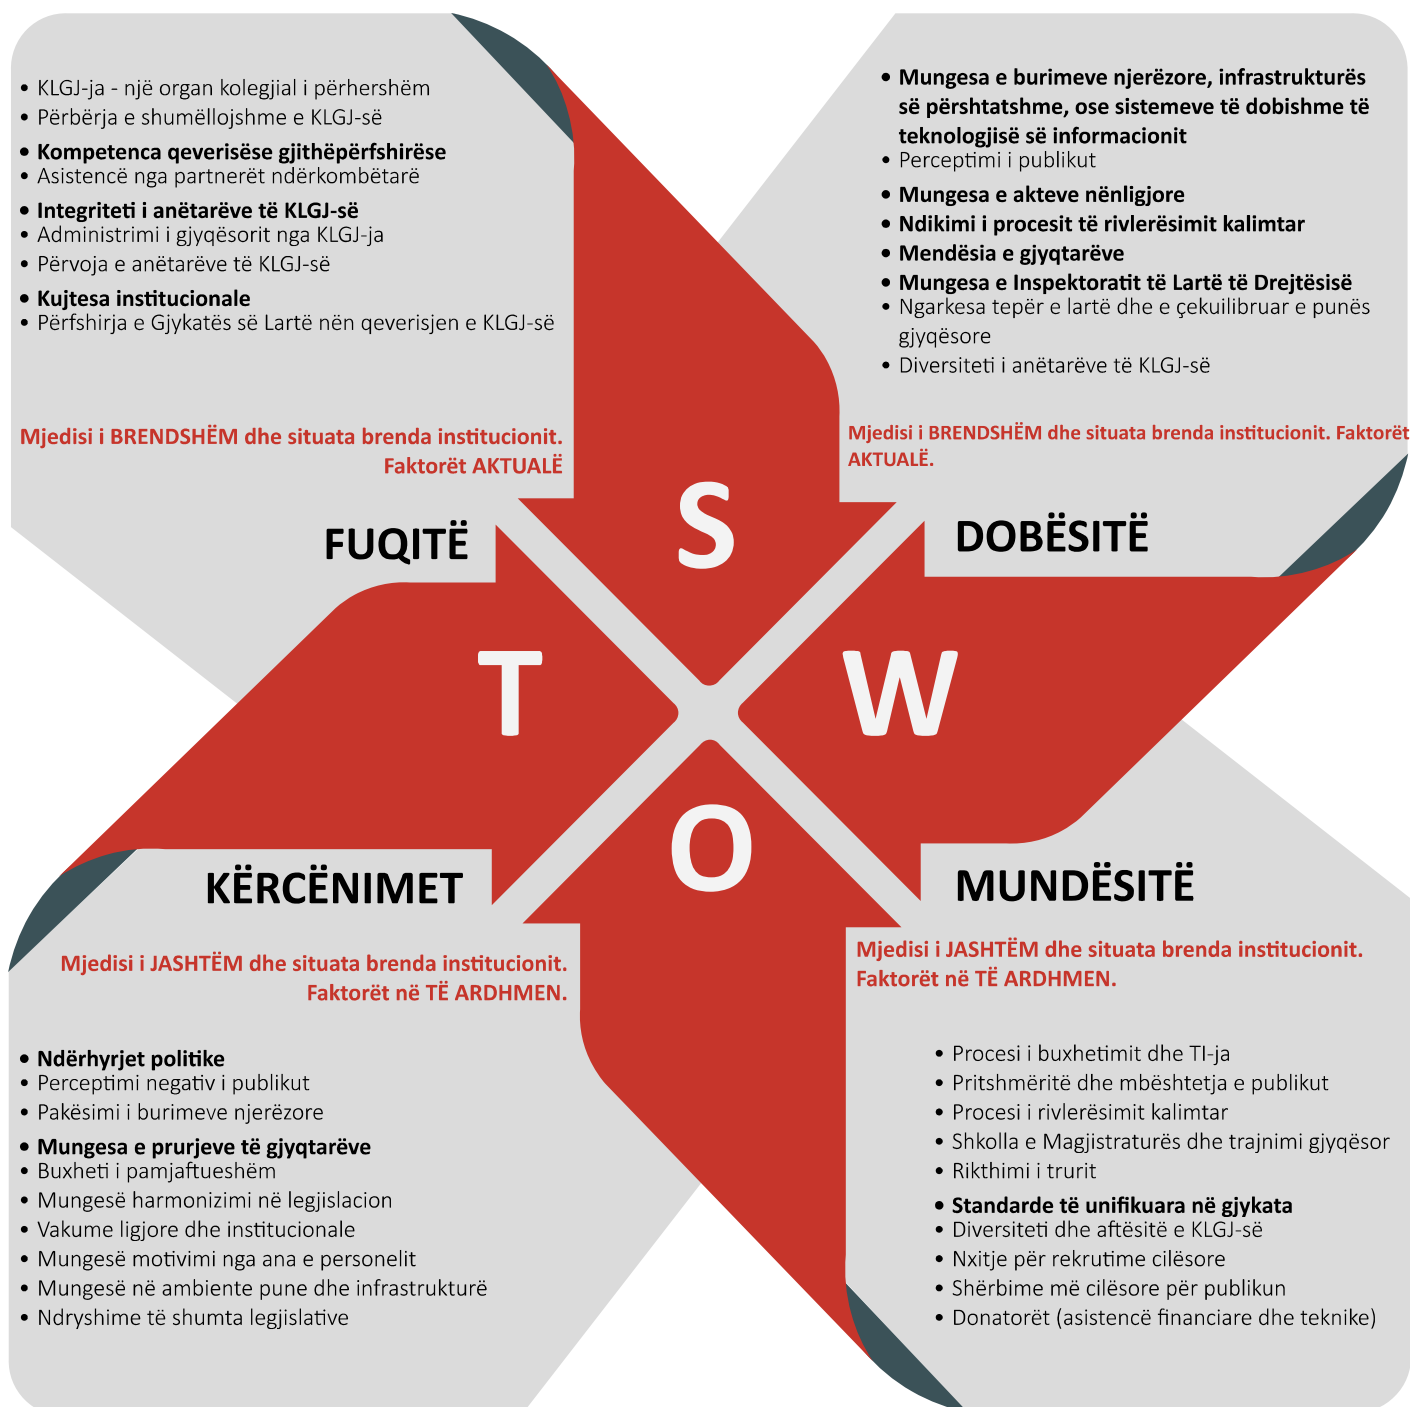 • KLGJ-ja - një organ kolegjial i përhershëm
• Përbërja e shumëllojshme e KLGJ-së
• Kompetenca qeverisëse gjithëpërfshirëse
• Asistencë nga partnerët ndërkombëtarë
• Integriteti i anëtarëve të KLGJ-së
• Administrimi i gjyqësorit nga KLGJ-ja
• Përvoja e anëtarëve të KLGJ-së
• Kujtesa institucionale
• Përfshirja e Gjykatës së Lartë nën qeverisjen e KLGJ-së
Mjedisi i BRENDSHËM dhe situata brenda institucionit.
Faktorët AKTUALË
FUQITË
• Mungesa e burimeve njerëzore, infrastrukturës
së përshtatshme, ose sistemeve të dobishme të
teknologjisë së informacionit
• Perceptimi i publikut
• Mungesa e akteve nënligjore
• Ndikimi i procesit të rivlerësimit kalimtar
• Mendësia e gjyqtarëve
• Mungesa e Inspektoratit të Lartë të Drejtësisë
• Ngarkesa tepër e lartë dhe e çekuilibruar e punës
gjyqësore
• Diversiteti i anëtarëve të KLGJ-së
Mjedisi i BRENDSHËM dhe situata brenda institucionit. Faktorët
AKTUALË.
DOBËSITË
S
T
W
O
KËRCËNIMET
Mjedisi i JASHTËM dhe situata brenda institucionit.
Faktorët në TË ARDHMEN.
• Ndërhyrjet politike
• Perceptimi negativ i publikut
• Pakësimi i burimeve njerëzore
• Mungesa e prurjeve të gjyqtarëve
• Buxheti i pamjaftueshëm
• Mungesë harmonizimi në legjislacion
• Vakume ligjore dhe institucionale
• Mungesë motivimi nga ana e personelit
• Mungesë në ambiente pune dhe infrastrukturë
• Ndryshime të shumta legjislative
MUNDËSITË
Mjedisi i JASHTËM dhe situata brenda institucionit.
Faktorët në TË ARDHMEN.
• Procesi i buxhetimit dhe TI-ja
• Pritshmëritë dhe mbështetja e publikut
• Procesi i rivlerësimit kalimtar
• Shkolla e Magjistraturës dhe trajnimi gjyqësor
• Rikthimi i trurit
• Standarde të unifikuara në gjykata
• Diversiteti dhe aftësitë e KLGJ-së
• Nxitje për rekrutime cilësore
• Shërbime më cilësore për publikun
• Donatorët (asistencë financiare dhe teknike)